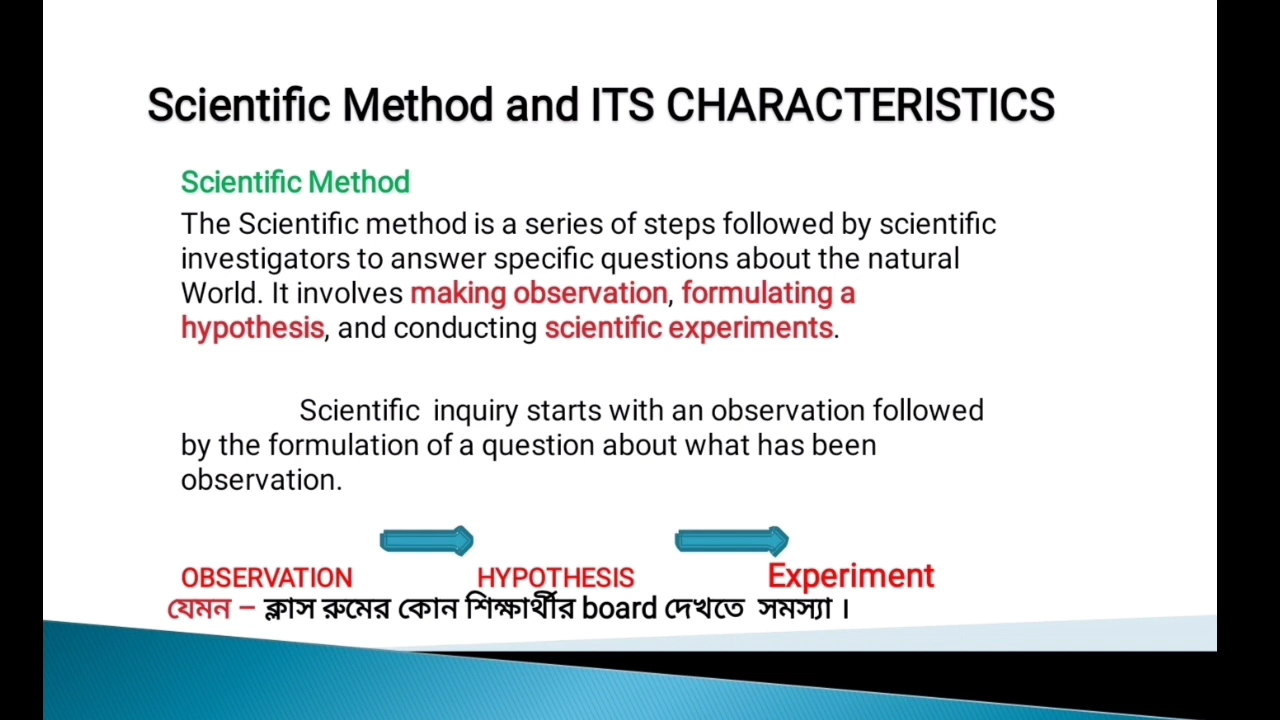 Scientific Method and ITS CHARACTERISTICS
Scientific Method
The Scientific method is a series of steps followed by scientific
investigators to answer specific questions about the natural
World. It involves making observation, formulating a
hypothesis, and conducting scientific experiments.
Scientific inquiry starts with an observation followed
by the formulation of a question about what has been
observation.
OBSERVATION HYPOTHESIS Experiment
যেমন – ক্লাস রুমের কোন শিক্ষার্থীর board দেখতে সমস্যা ।